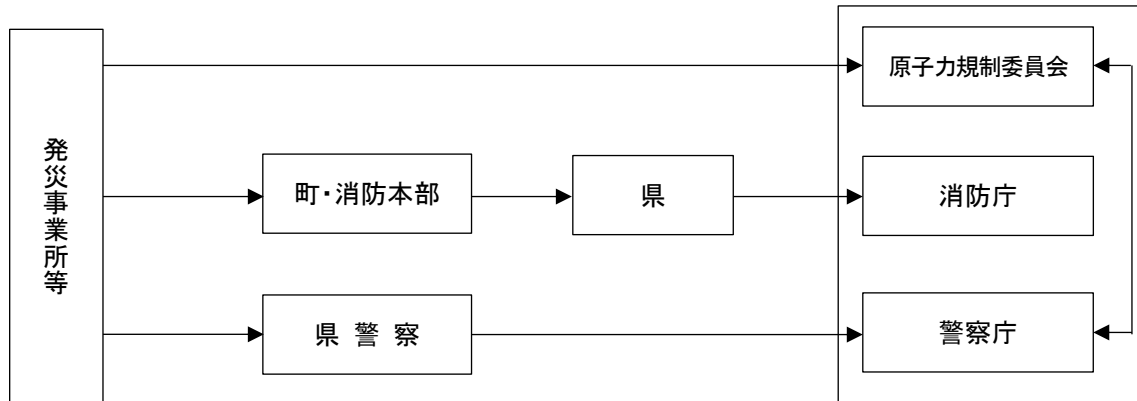 発災事業所等
原子力規制委員会
町・消防本部
県
消防庁
県 警 察
警察庁